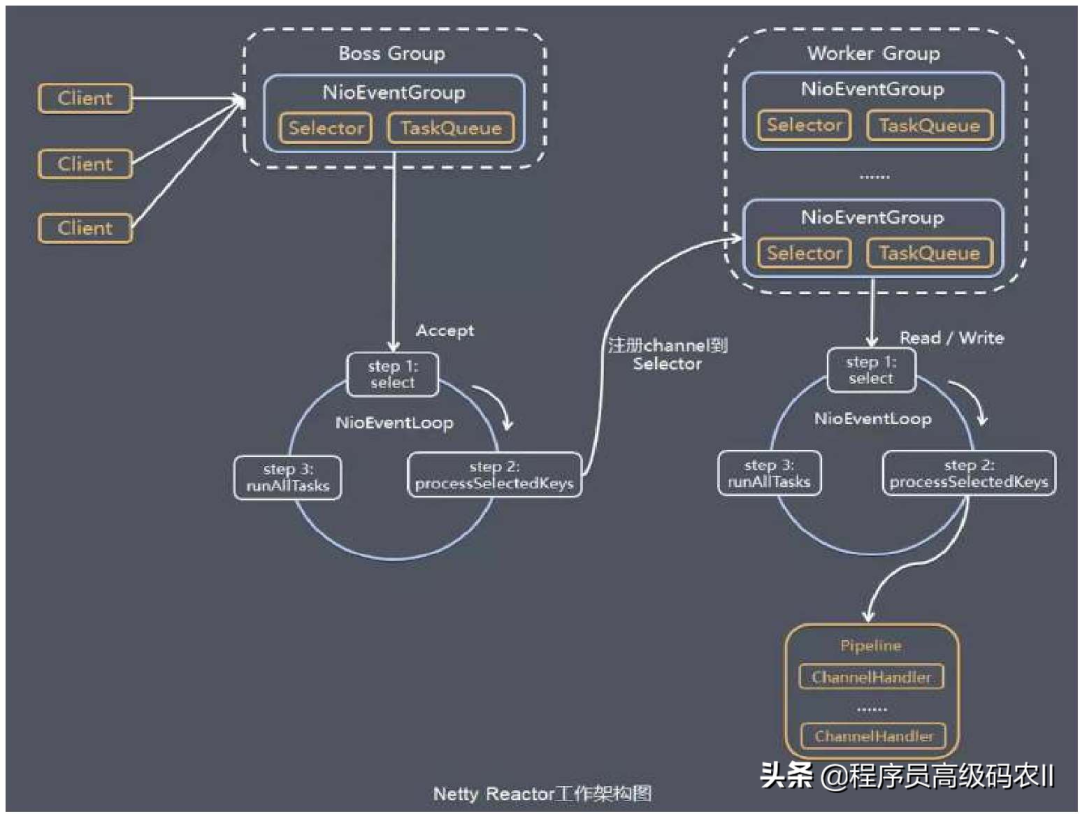 Boss Group
NioEventGroup
Selector
TaskQueue
Client
Client
Client
Accept
step 1:
select
NioEventLoop
step 2:
processSelectedKeys
step 3:
runAllTasks
注册channel到
Selector
Worker Group
NioEventGroup
Selector
TaskQueue
......
NioEventGroup
Selector
TaskQueue
Read / Write
step 1:
select
NioEventLoop
step 2:
processSelectedKeys
step 3:
runAllTasks
Pipeline
ChannelHandler
......
ChannelHandler
头条 @程序员高级码农II
Netty Reactor工作架构图